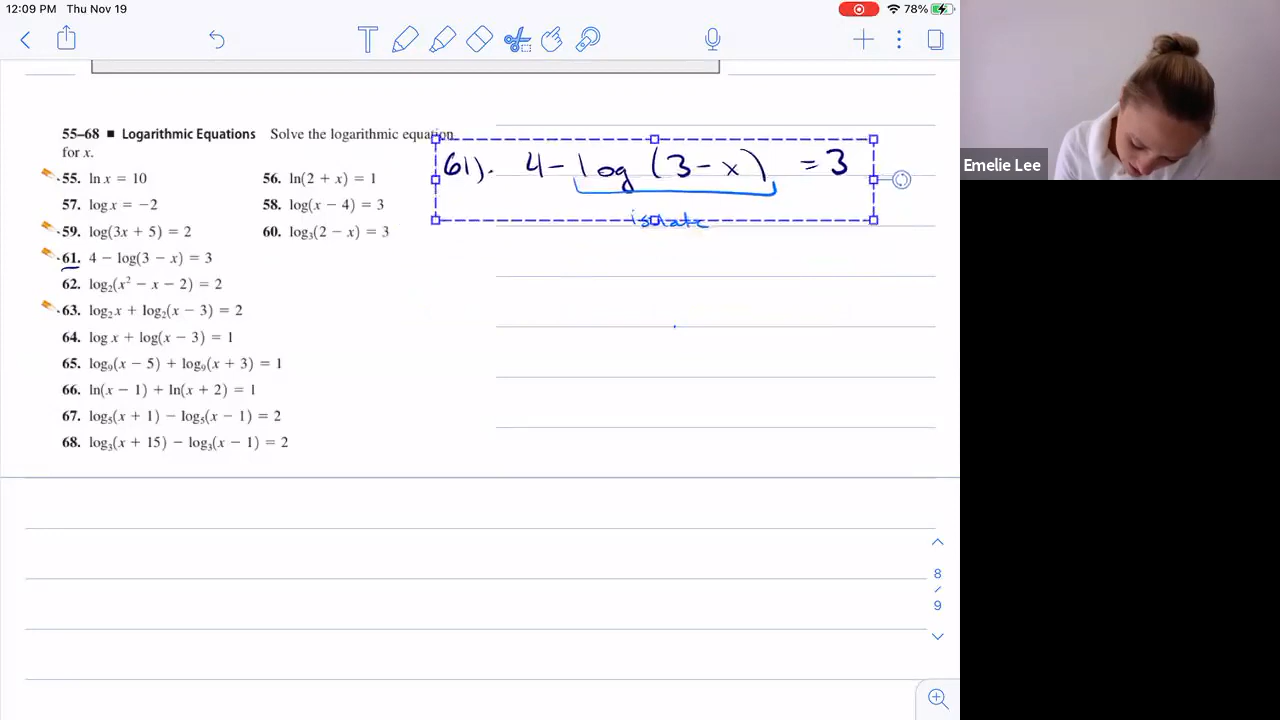 12:09 PM Thu Nov 19
78%
55–68 ■ Logarithmic Equations Solve the logarithmic equation
for x.
55. ln x = 10 56. ln(2 + x) = 1
57. log x = −2 58. log(x − 4) = 3
59. log(3x + 5) = 2 60. log₃(2 − x) = 3
61. 4 − log(3 − x) = 3
62. log₂(x² − x − 2) = 2
63. log₂x + log₂(x − 3) = 2
64. log x + log(x − 3) = 1
65. log₉(x − 5) + log₉(x + 3) = 1
66. ln(x − 1) + ln(x + 2) = 1
67. log₅(x + 1) − log₅(x − 1) = 2
68. log₃(x + 15) − log₃(x − 1) = 2
61). 4 − log (3 − x) = 3
isolate
8
/
9
Emelie Lee